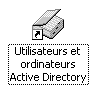 Utilisateurs et
ordinateurs
Active Directory